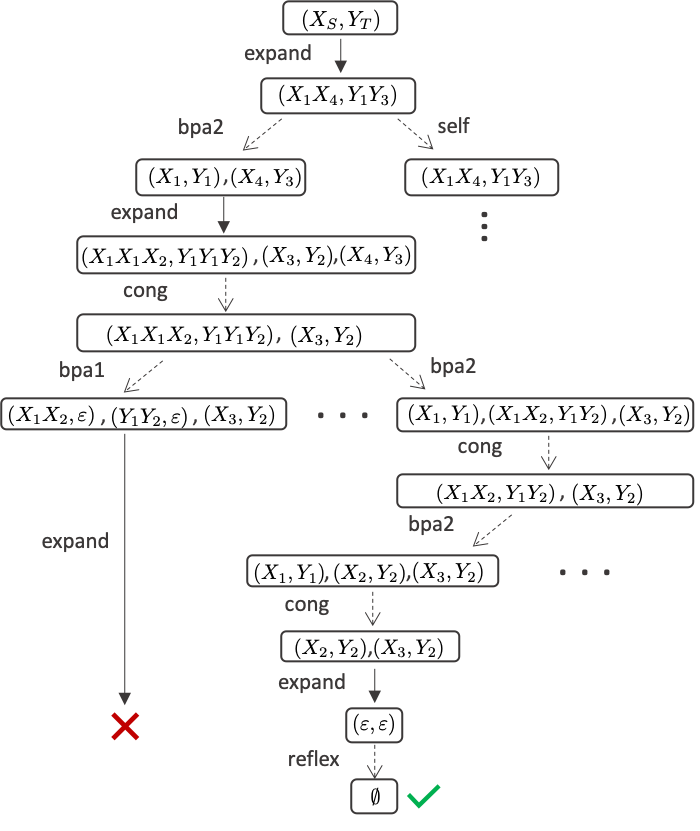 (X_S, Y_T)
expand
(X_1X_4, Y_1Y_3)
bpa2 self
(X_1, Y_1),(X_4, Y_3) (X_1X_4, Y_1Y_3)
expand
(X_1X_1X_2, Y_1Y_1Y_2),(X_3, Y_2),(X_4, Y_3)
cong
(X_1X_1X_2, Y_1Y_1Y_2), (X_3, Y_2)
bpa1 bpa2
(X_1X_2, ε),(Y_1Y_2, ε), (X_3, Y_2) · · · (X_1, Y_1),(X_1X_2, Y_1Y_2),(X_3, Y_2)
cong
(X_1X_2, Y_1Y_2), (X_3, Y_2)
bpa2
expand
(X_1, Y_1),(X_2, Y_2),(X_3, Y_2) · · ·
cong
(X_2, Y_2),(X_3, Y_2)
expand
(ε, ε)
reflex
∅